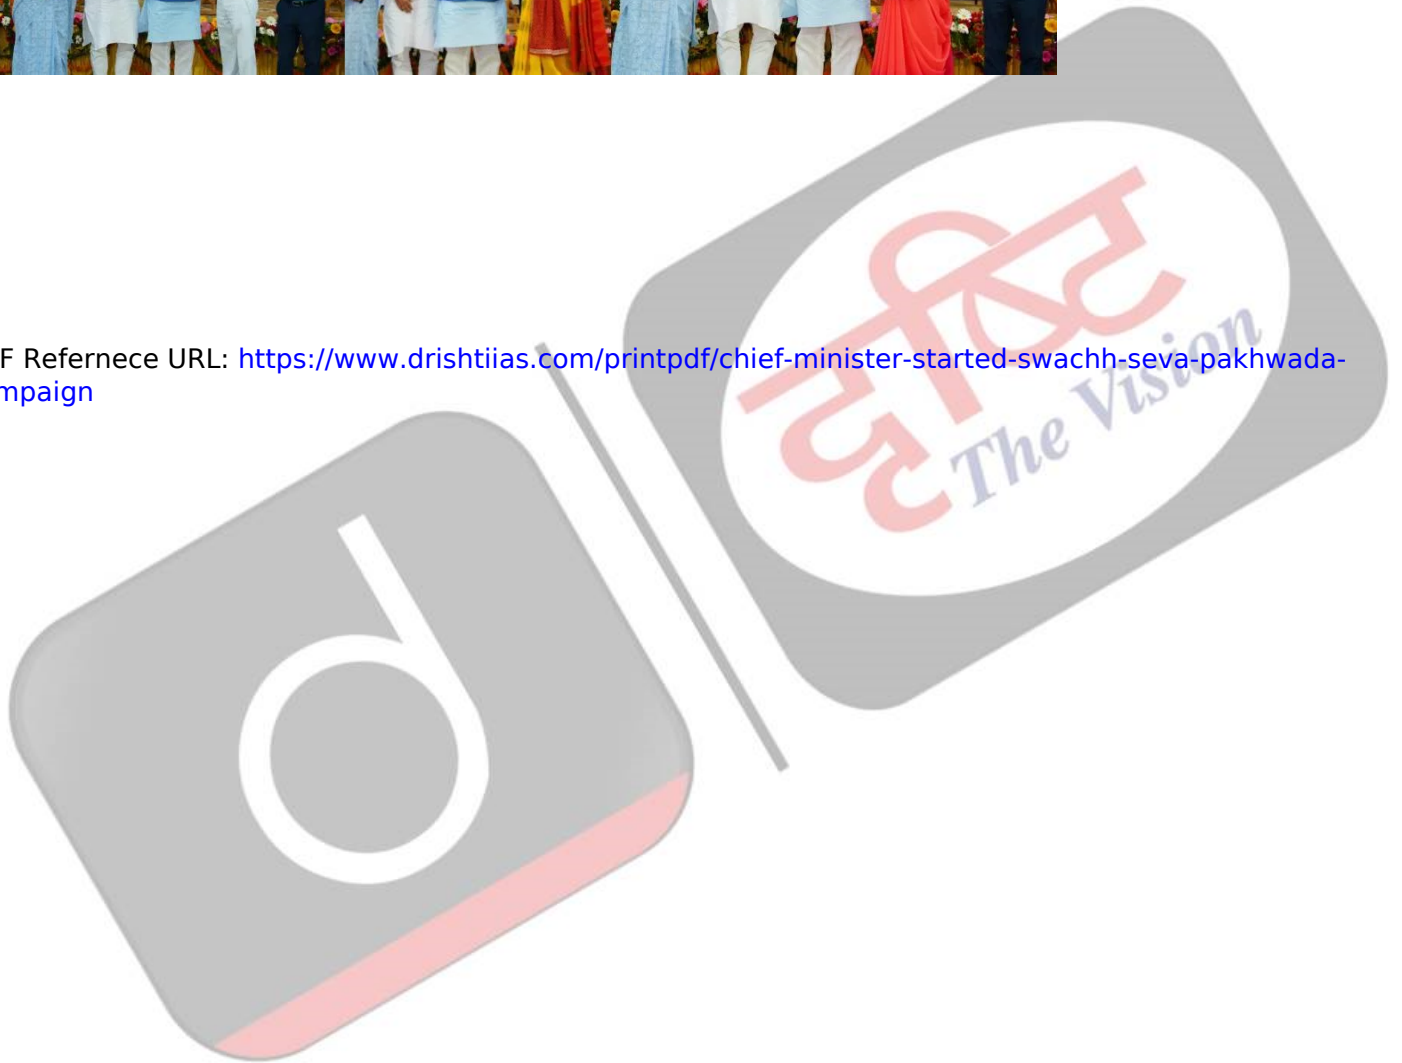 F Refernece URL: https://www.drishtiias.com/printpdf/chief-minister-started-swachh-seva-pakhwada-
mpaign
दृष्टि
The Vision
d